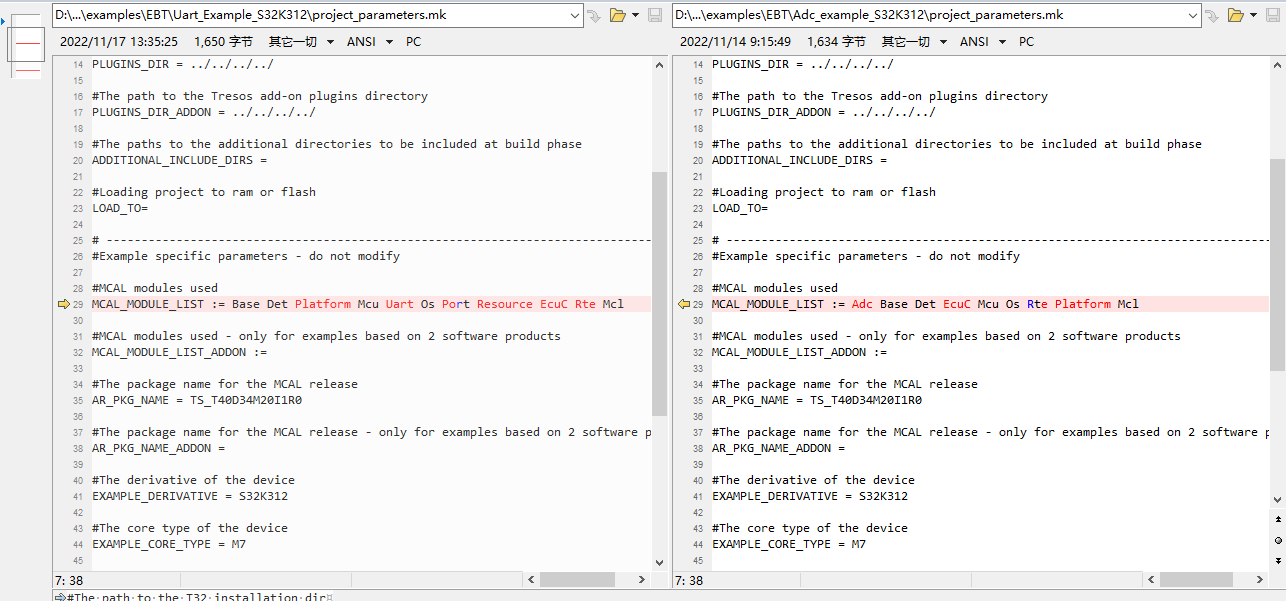 D:\...\examples\EBT\Uart_Example_S32K312\project_parameters.mk
2022/11/17 13:35:25 1,650 字节 其它一切 ANSI PC
14 PLUGINS_DIR = ../../../../
15
16 #The path to the Tresos add-on plugins directory
17 PLUGINS_DIR_ADDON = ../../../../
18
19 #The paths to the additional directories to be included at build phase
20 ADDITIONAL_INCLUDE_DIRS =
21
22 #Loading project to ram or flash
23 LOAD_TO=
24
25 # ------------------------------------------------------------------------------
26 #Example specific parameters - do not modify
27
28 #MCAL modules used
29 MCAL_MODULE_LIST := Base Det Platform Mcu Uart Os Port Resource EcuC Rte Mcl
30
31 #MCAL modules used - only for examples based on 2 software products
32 MCAL_MODULE_LIST_ADDON :=
33
34 #The package name for the MCAL release
35 AR_PKG_NAME = TS_T40D34M20I1R0
36
37 #The package name for the MCAL release - only for examples based on 2 software p
38 AR_PKG_NAME_ADDON =
39
40 #The derivative of the device
41 EXAMPLE_DERIVATIVE = S32K312
42
43 #The core type of the device
44 EXAMPLE_CORE_TYPE = M7
45
7: 38
D:\...\examples\EBT\Adc_example_S32K312\project_parameters.mk
2022/11/14 9:15:49 1,634 字节 其它一切 ANSI PC
14 PLUGINS_DIR = ../../../../
15
16 #The path to the Tresos add-on plugins directory
17 PLUGINS_DIR_ADDON = ../../../../
18
19 #The paths to the additional directories to be included at build phase
20 ADDITIONAL_INCLUDE_DIRS =
21
22 #Loading project to ram or flash
23 LOAD_TO=
24
25 # ------------------------------------------------------------------------------
26 #Example specific parameters - do not modify
27
28 #MCAL modules used
29 MCAL_MODULE_LIST := Adc Base Det EcuC Mcu Os Rte Platform Mcl
30
31 #MCAL modules used - only for examples based on 2 software products
32 MCAL_MODULE_LIST_ADDON :=
33
34 #The package name for the MCAL release
35 AR_PKG_NAME = TS_T40D34M20I1R0
36
37 #The package name for the MCAL release - only for examples based on 2 software p
38 AR_PKG_NAME_ADDON =
39
40 #The derivative of the device
41 EXAMPLE_DERIVATIVE = S32K312
42
43 #The core type of the device
44 EXAMPLE_CORE_TYPE = M7
45
7: 38
#The path to the T32 installation dir